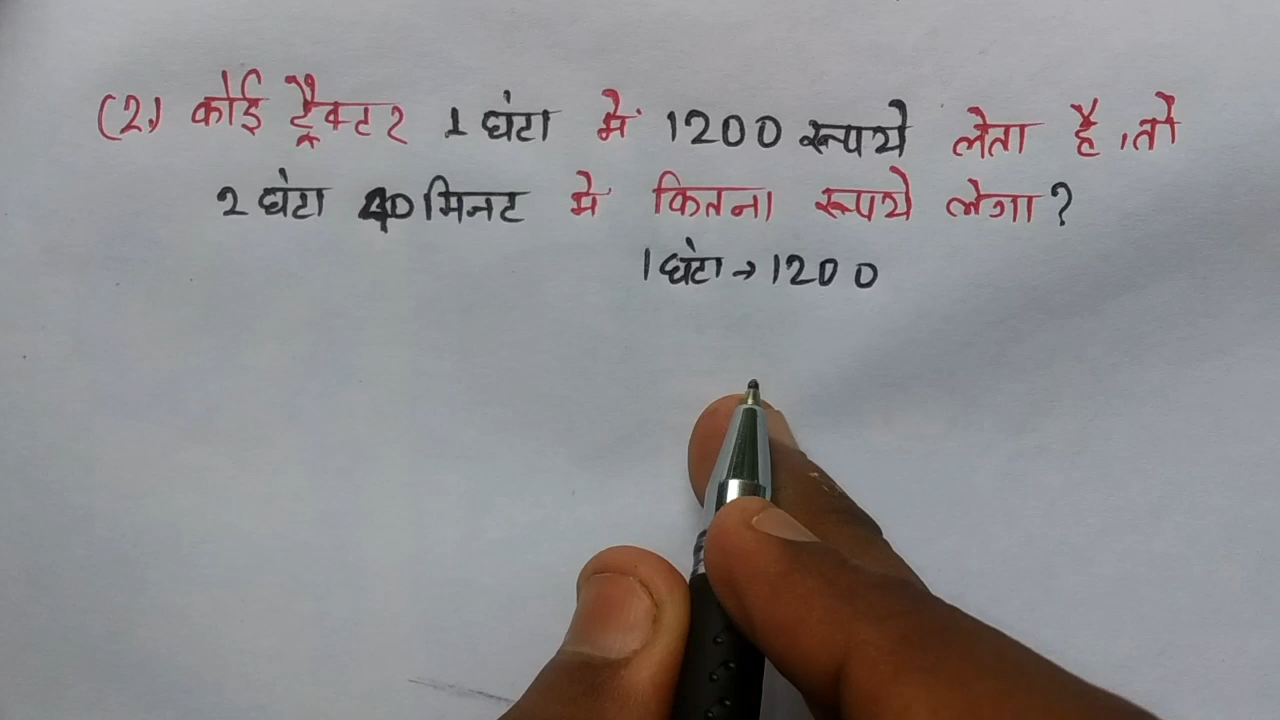 (2) कोई ट्रैक्टर 1 घंटा में 1200 रूपये लेता है, तो
2 घंटा 40 मिनट में कितना रूपये लेगा?
1 घंटा → 1200